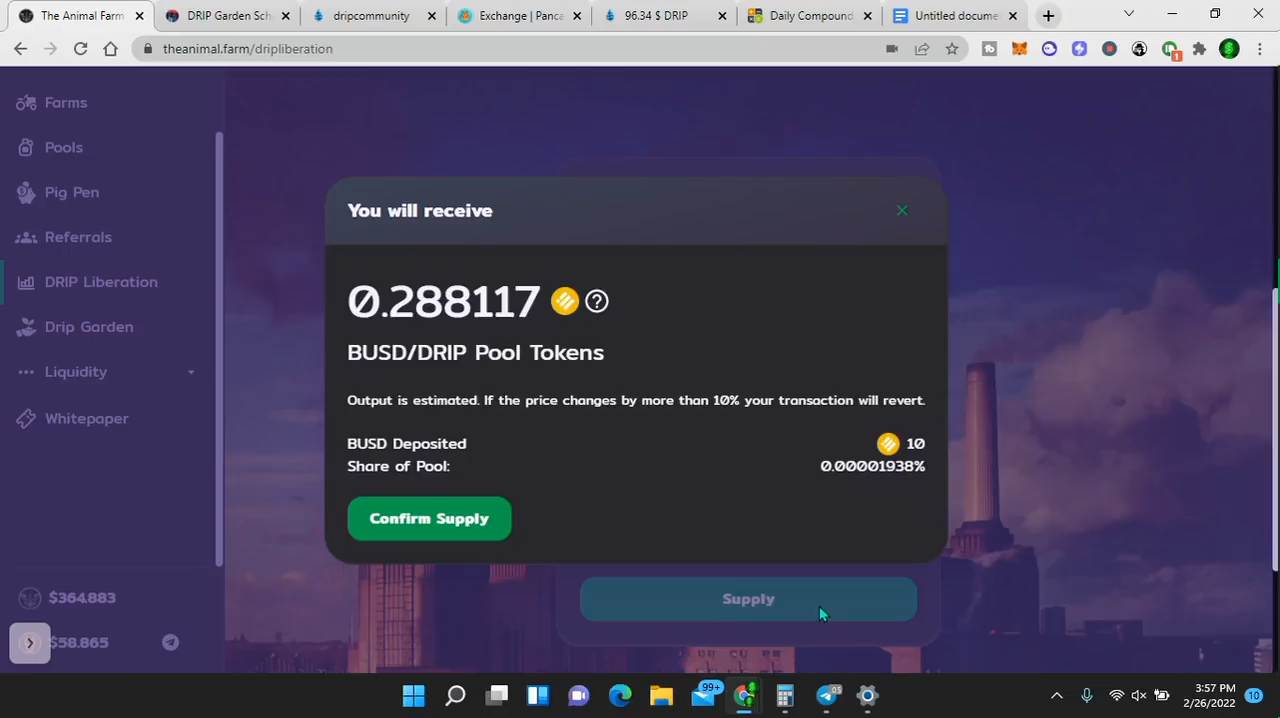 The Animal Farm
DRIP Garden Sch
dripcommunity
Exchange | Panca
96.34 $ DRIP
Daily Compound
Untitled docume
theanimal.farm/dripliberation
1
Farms
Pools
Pig Pen
Referrals
DRIP Liberation
Drip Garden
Liquidity
Whitepaper
$364.883
$58.865
You will receive
0.288117
BUSD/DRIP Pool Tokens
Output is estimated. If the price changes by more than 10% your transaction will revert.
BUSD Deposited 10
Share of Pool: 0.00001938%
Confirm Supply
Supply
99+
05
3:57 PM
2/26/2022
10